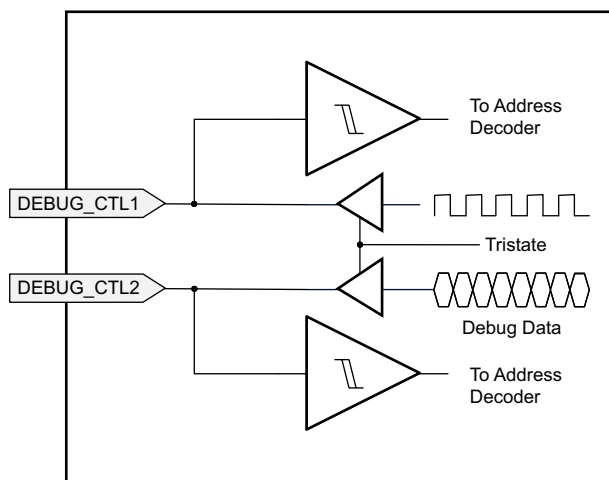 To Address
Decoder
DEBUG_CTL1
Tristate
DEBUG_CTL2
Debug Data
To Address
Decoder